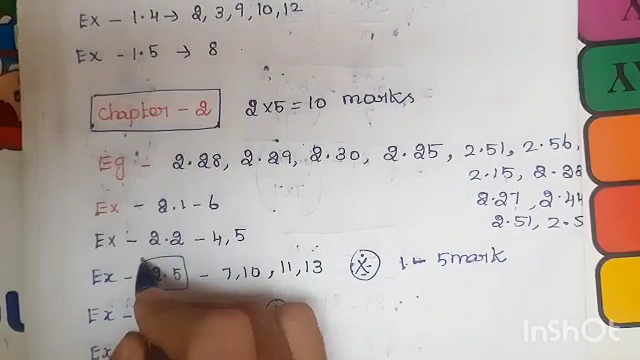 Ex - 1.4 → 2, 3, 9, 10, 12
Ex - 1.5 → 8
Chapter - 2 2 x 5 = 10 marks
Eg - 2.28, 2.29, 2.30, 2.25, 2.51, 2.56,
2.15, 2.28
2.27, 2.44
2.51, 2.5
Ex - 2.1 - 6
Ex - 2.2 - 4, 5
Ex - 2.5 - 7, 10, 11, 13 1 - 5 mark
Ex -
Ex
InShOt
AY